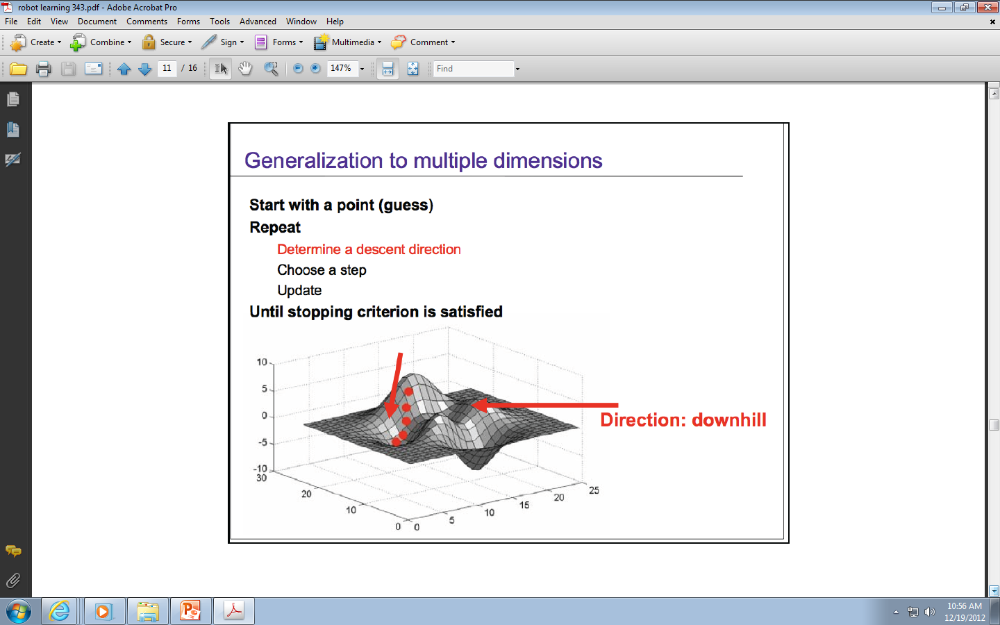 robot learning 343.pdf - Adobe Acrobat Pro
File Edit View Document Comments Forms Tools Advanced Window Help
Create Combine Secure Sign Forms Multimedia Comment
11 / 16 147% Find
Generalization to multiple dimensions
Start with a point (guess)
Repeat
Determine a descent direction
Choose a step
Update
Until stopping criterion is satisfied
10
5
0
-5
-10
30
20
10
0
0
5
10
15
20
25
Direction: downhill
10:56 AM
12/19/2012